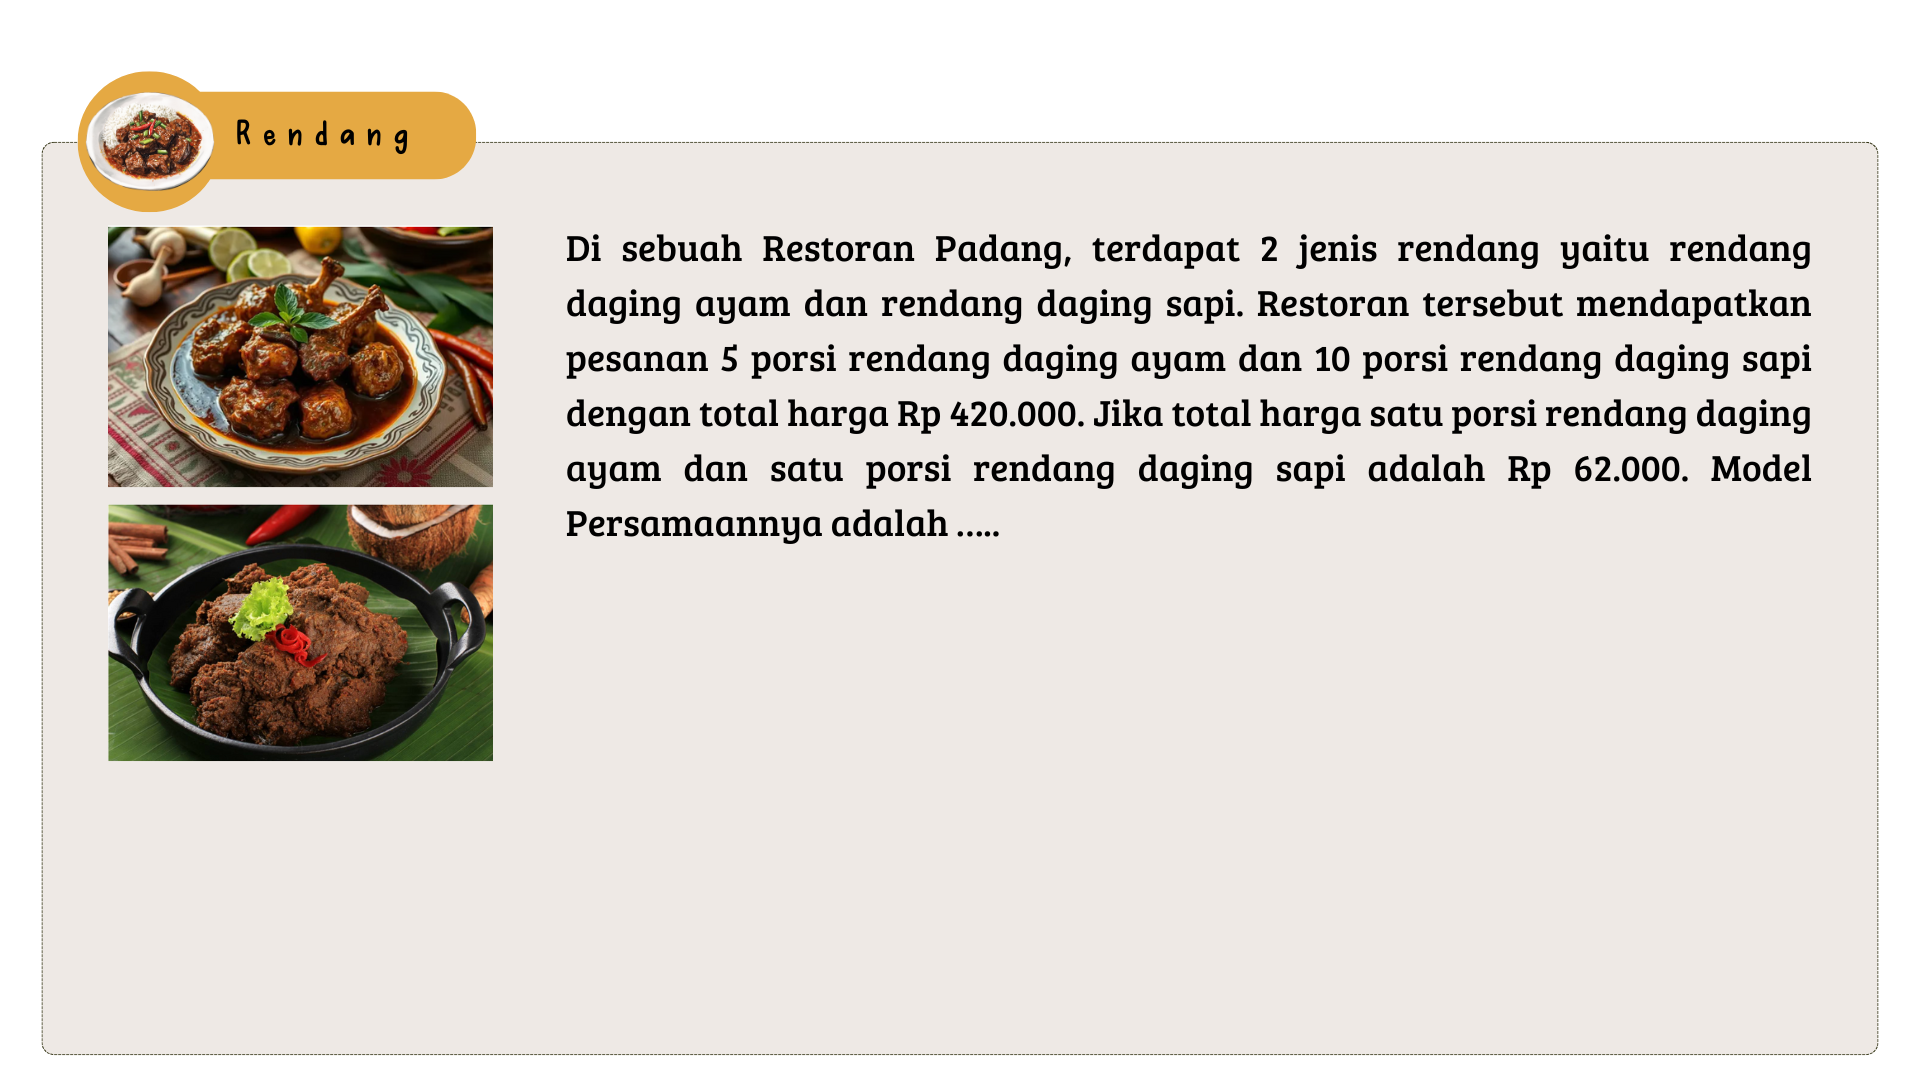 Rendang
Di sebuah Restoran Padang, terdapat 2 jenis rendang yaitu rendang
daging ayam dan rendang daging sapi. Restoran tersebut mendapatkan
pesanan 5 porsi rendang daging ayam dan 10 porsi rendang daging sapi
dengan total harga Rp 420.000. Jika total harga satu porsi rendang daging
ayam dan satu porsi rendang daging sapi adalah Rp 62.000. Model
Persamaannya adalah .....